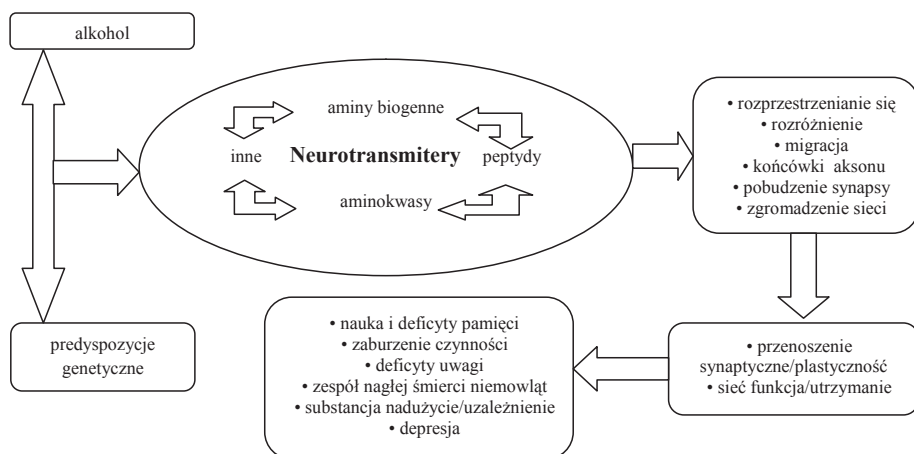 alkohol
aminy biogenne
inne
Neurotransmitery
peptydy
aminokwasy
• rozprzestrzenianie się
• rozróżnienie
• migracja
• końcówki aksonu
• pobudzenie synapsy
• zgromadzenie sieci
predyspozycje
genetyczne
• nauka i deficyty pamięci
• zaburzenie czynności
• deficyty uwagi
• zespół nagłej śmierci niemowląt
• substancja nadużycie/uzależnienie
• depresja
• przenoszenie
synaptyczne/plastyczność
• sieć funkcja/utrzymanie